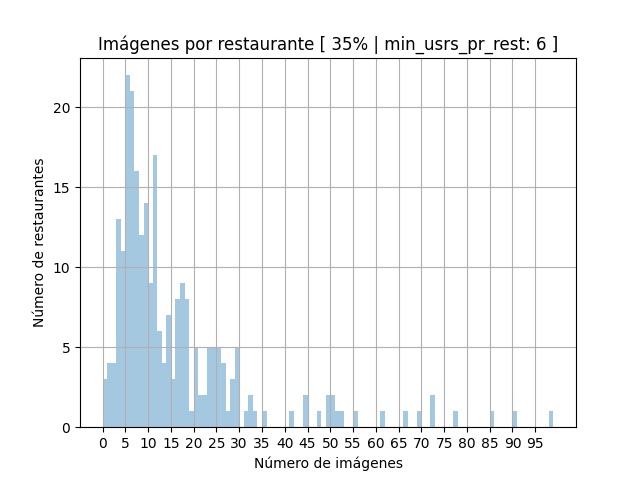 Imágenes por restaurante [ 35% | min_usrs_pr_rest: 6 ]
20
15
10
5
0
Número de restaurantes
0 5 10 15 20 25 30 35 40 45 50 55 60 65 70 75 80 85 90 95
Número de imágenes